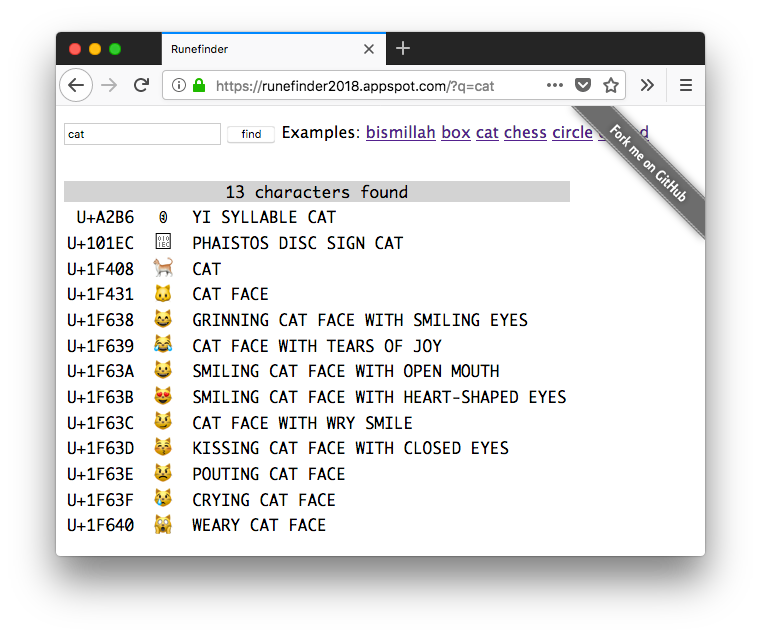 Runefinder
https://runefinder2018.appspot.com/?q=cat
cat find Examples: bismillah box cat chess circle
Fork me on GitHub
13 characters found
U+A2B6 ꊶ YI SYLLABLE CAT
U+101EC PHAISTOS DISC SIGN CAT
U+1F408 🐈 CAT
U+1F431 🐱 CAT FACE
U+1F638 😸 GRINNING CAT FACE WITH SMILING EYES
U+1F639 😹 CAT FACE WITH TEARS OF JOY
U+1F63A 😺 SMILING CAT FACE WITH OPEN MOUTH
U+1F63B 😻 SMILING CAT FACE WITH HEART-SHAPED EYES
U+1F63C 😼 CAT FACE WITH WRY SMILE
U+1F63D 😽 KISSING CAT FACE WITH CLOSED EYES
U+1F63E 😾 POUTING CAT FACE
U+1F63F 😿 CRYING CAT FACE
U+1F640 🙀 WEARY CAT FACE